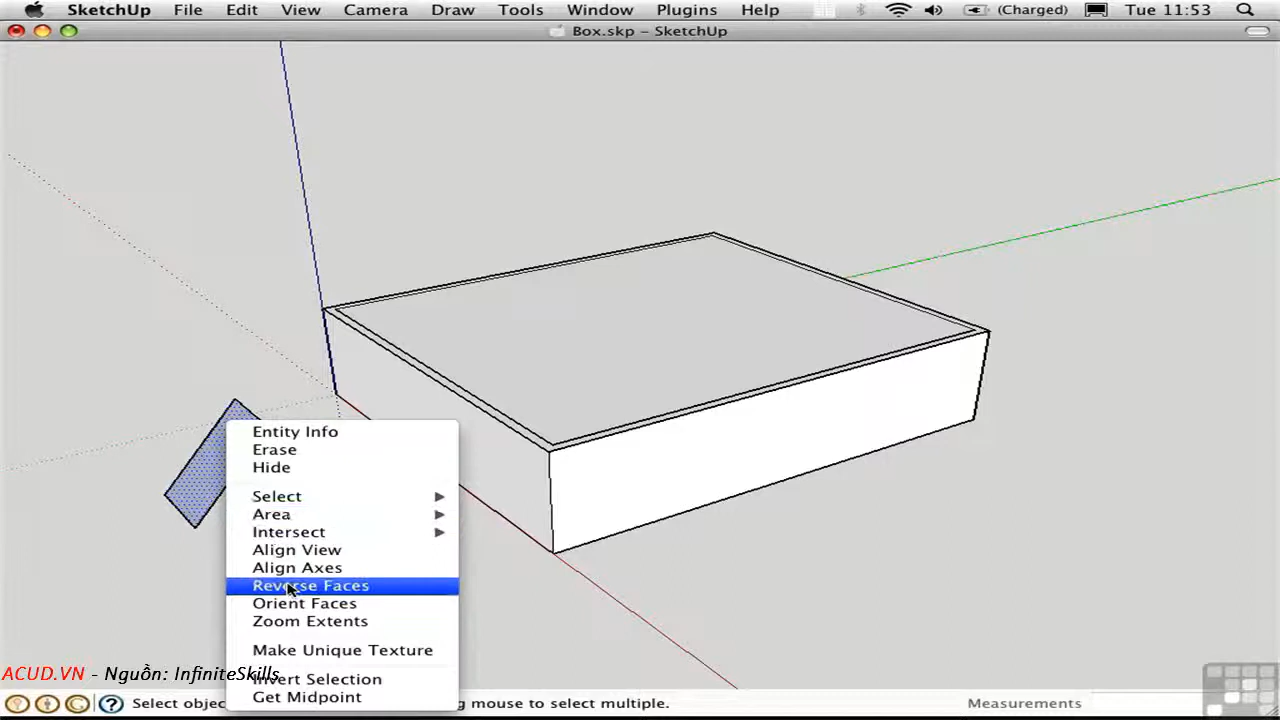 SketchUp File Edit View Camera Draw Tools Window Plugins Help (Charged) Tue 11:53
Box.skp – SketchUp
Entity Info
Erase
Hide
Select
Area
Intersect
Align View
Align Axes
Reverse Faces
Orient Faces
Zoom Extents
Make Unique Texture
Invert Selection
Get Midpoint
ACUD.VN - Nguồn: InfiniteSkills
Select objec g mouse to select multiple. Measurements